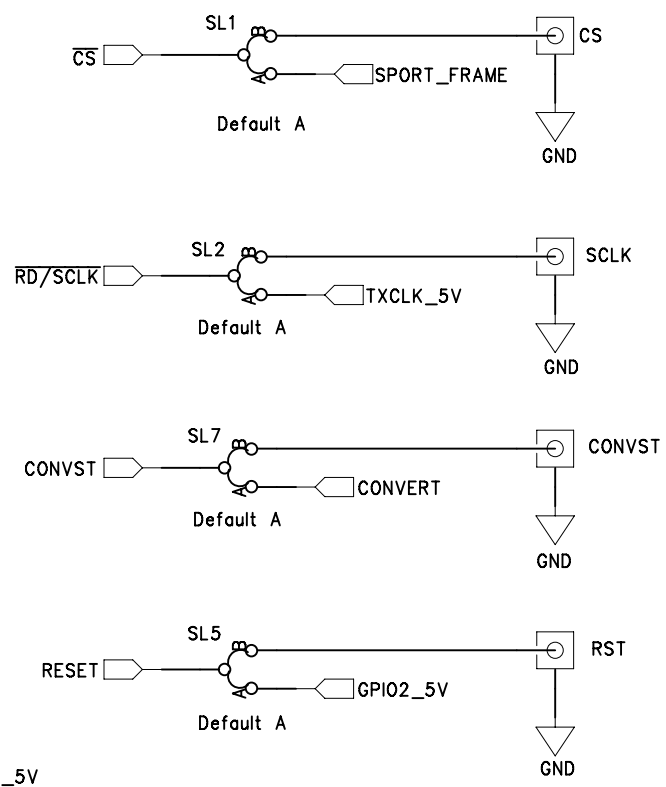 SL1
B
CS
CS
A
SPORT_FRAME
Default A
GND
SL2
B
SCLK
RD/SCLK
A
TXCLK_5V
Default A
GND
SL7
B
CONVST
CONVST
A
CONVERT
Default A
GND
SL5
B
RST
RESET
A
GPIO2_5V
Default A
GND
_5V